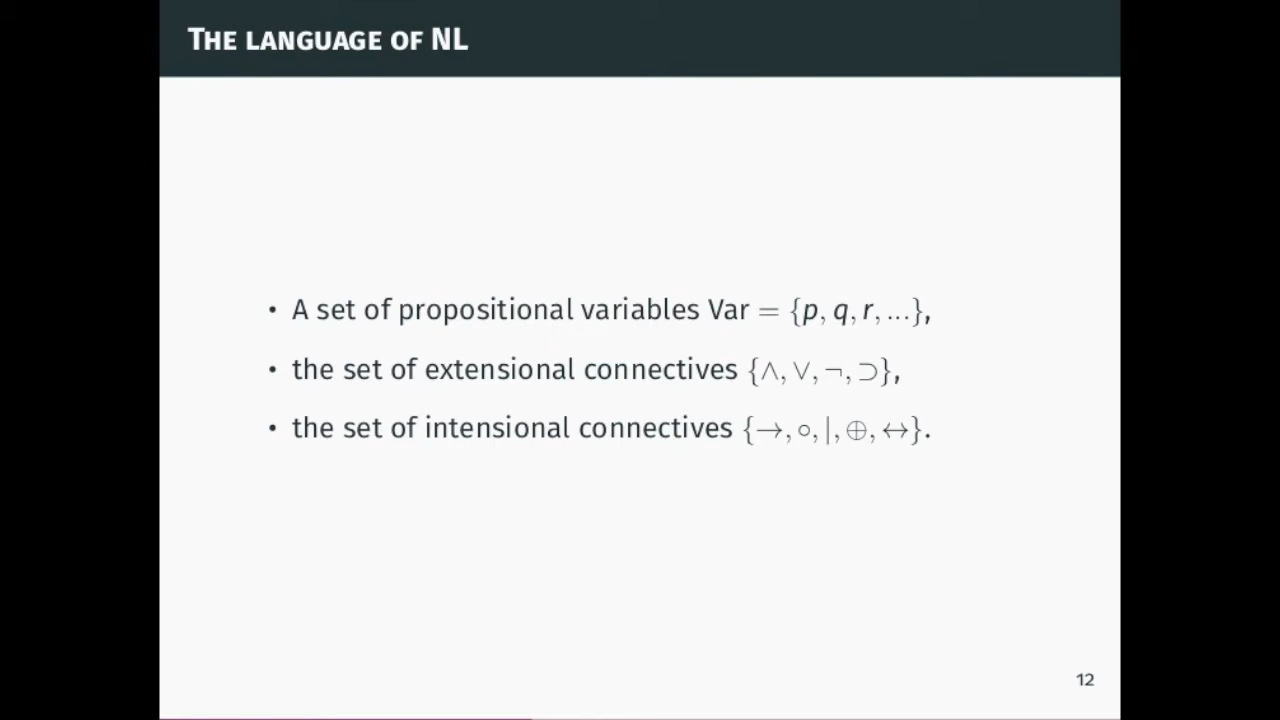 THE LANGUAGE OF NL
• A set of propositional variables Var = {p, q, r, ...},
• the set of extensional connectives {∧, ∨, ¬, ⊃},
• the set of intensional connectives {→, ∘, |, ⊕, ↔}.
12